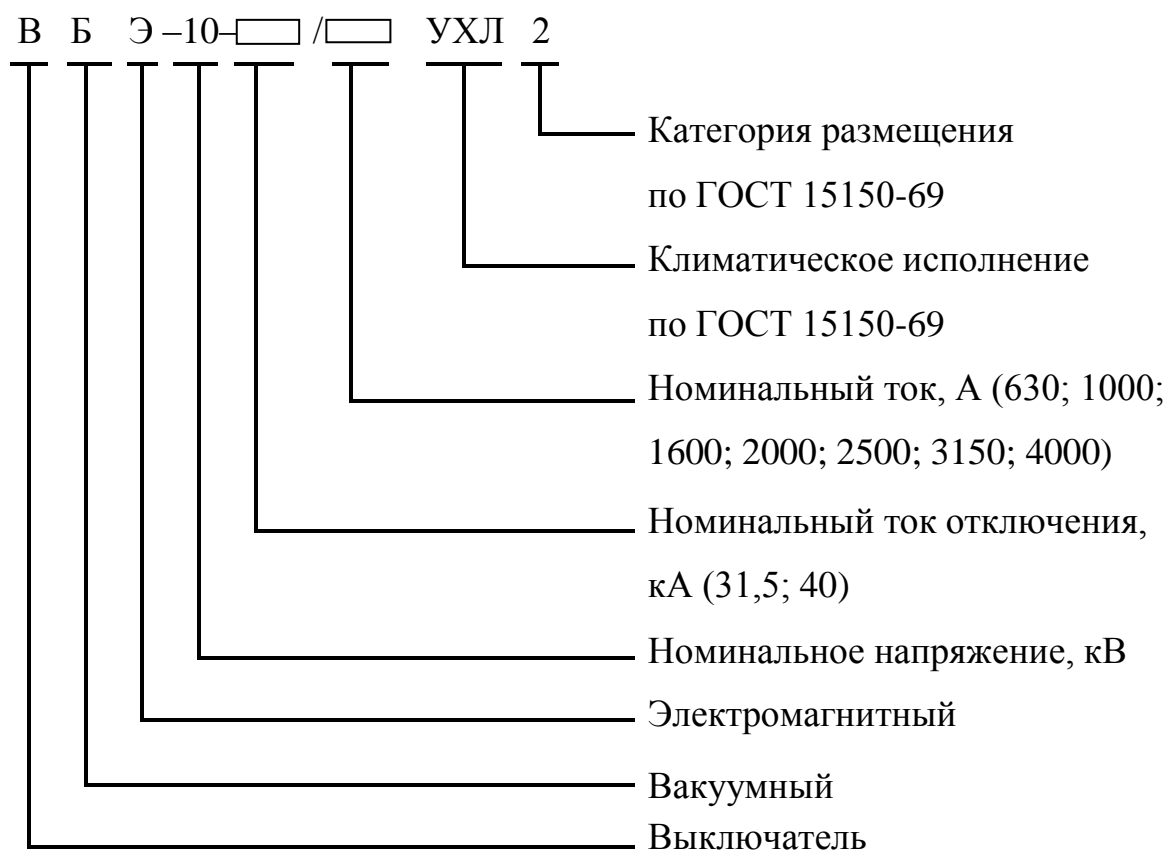 В Б Э –10– / УХЛ 2
Категория размещения
по ГОСТ 15150-69
Климатическое исполнение
по ГОСТ 15150-69
Номинальный ток, А (630; 1000;
1600; 2000; 2500; 3150; 4000)
Номинальный ток отключения,
кА (31,5; 40)
Номинальное напряжение, кВ
Электромагнитный
Вакуумный
Выключатель